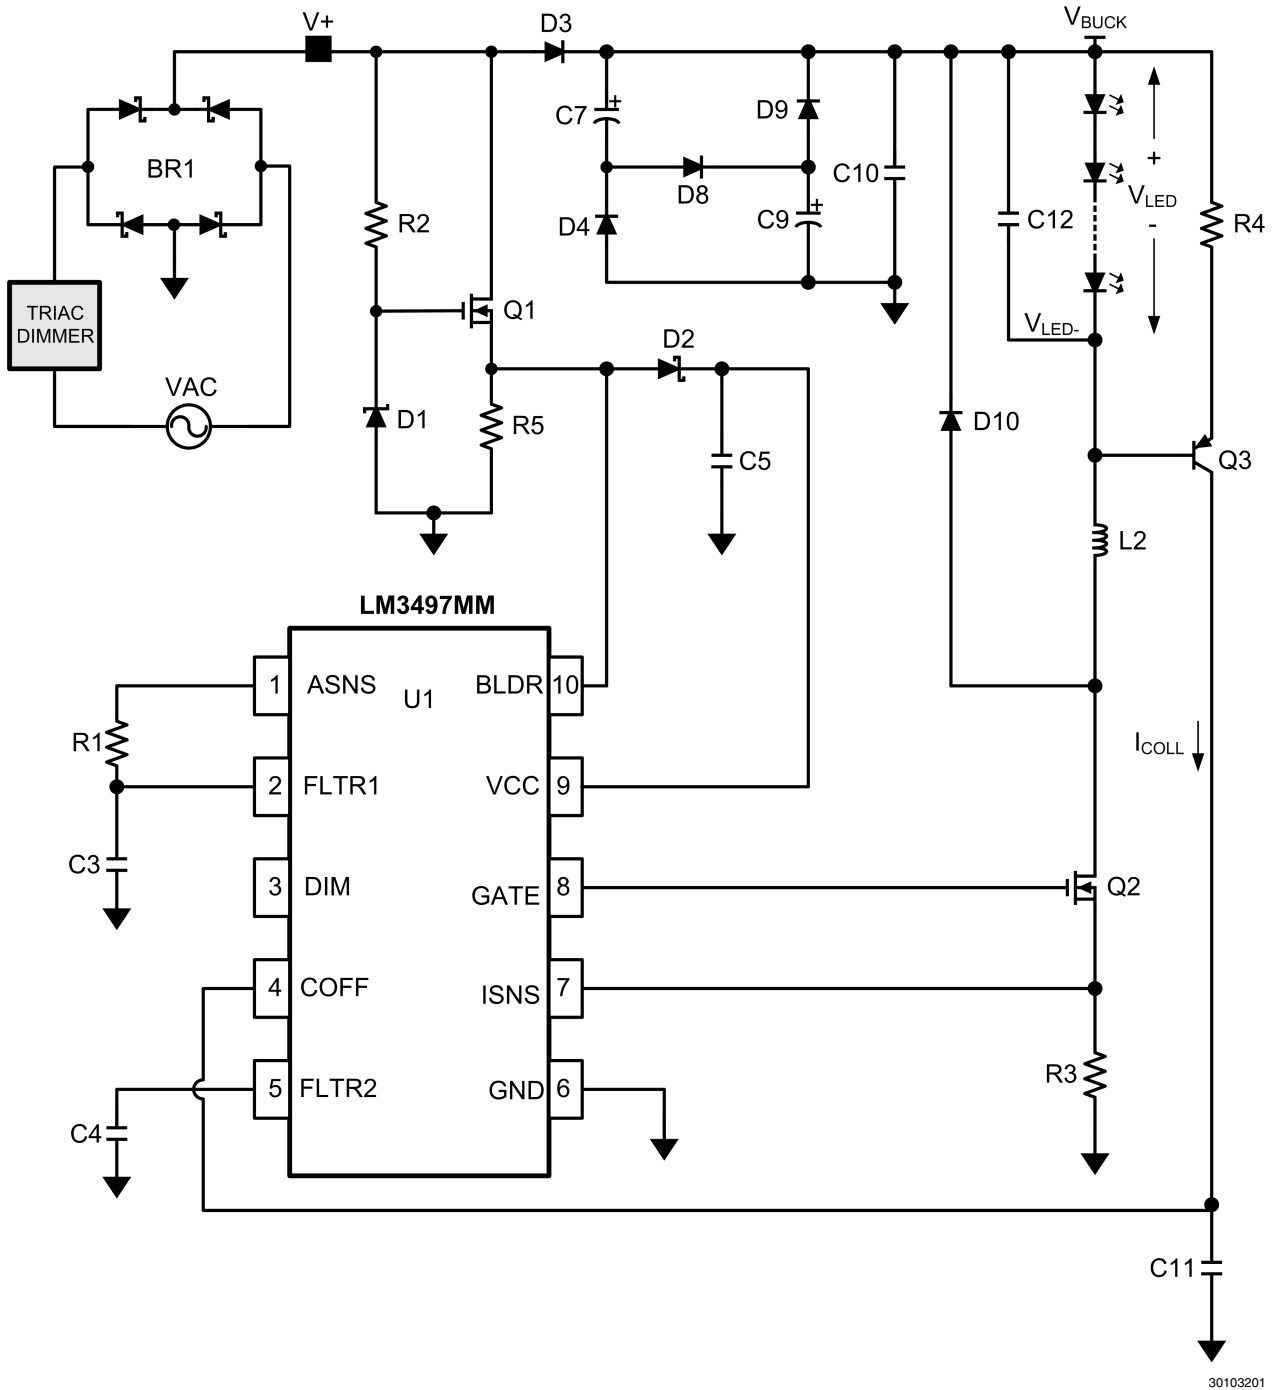 V+
D3
VBUCK
C7
+
D9
BR1
D8
C10
+
VLED
-
R2
D4
C9
+
C12
R4
TRIAC
DIMMER
Q1
VLED-
D2
VAC
D1
R5
D10
C5
Q3
L2
LM3497MM
1
ASNS
U1
BLDR
10
R1
ICOLL
2
FLTR1
VCC
9
C3
3
DIM
GATE
8
Q2
4
COFF
ISNS
7
R3
5
FLTR2
GND
6
C4
C11
30103201